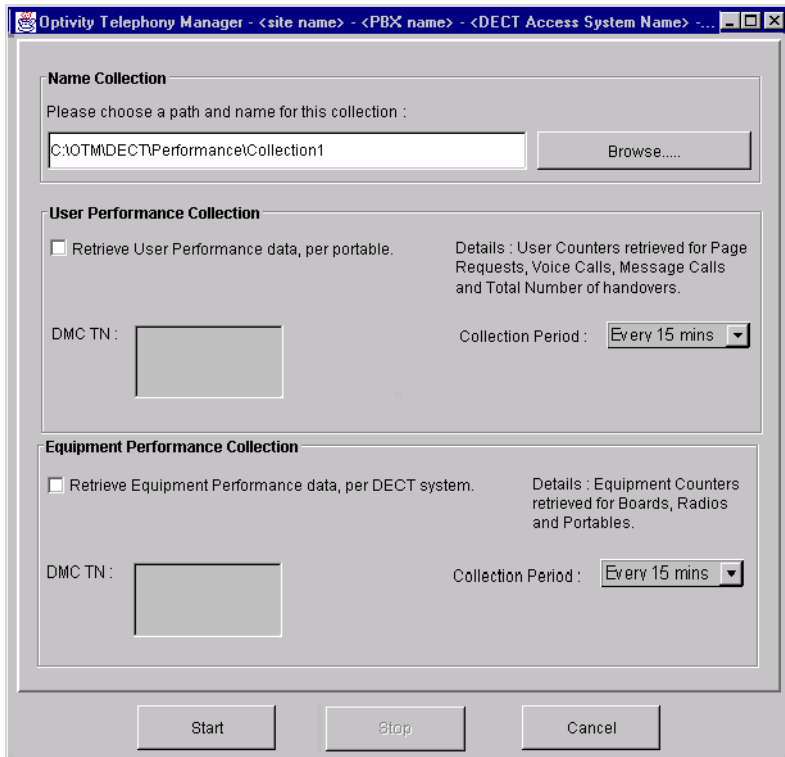 Optivity Telephony Manager - <site name> - <PBX name> - <DECT Access System Name> -...
Name Collection
Please choose a path and name for this collection :
C:\OTM\DECT\Performance\Collection1
Browse.....
User Performance Collection
Retrieve User Performance data, per portable.
Details : User Counters retrieved for Page
Requests, Voice Calls, Message Calls
and Total Number of handovers.
DMC TN :
Collection Period :
Every 15 mins
Equipment Performance Collection
Retrieve Equipment Performance data, per DECT system.
Details : Equipment Counters
retrieved for Boards, Radios
and Portables.
DMC TN :
Collection Period :
Every 15 mins
Start
Stop
Cancel